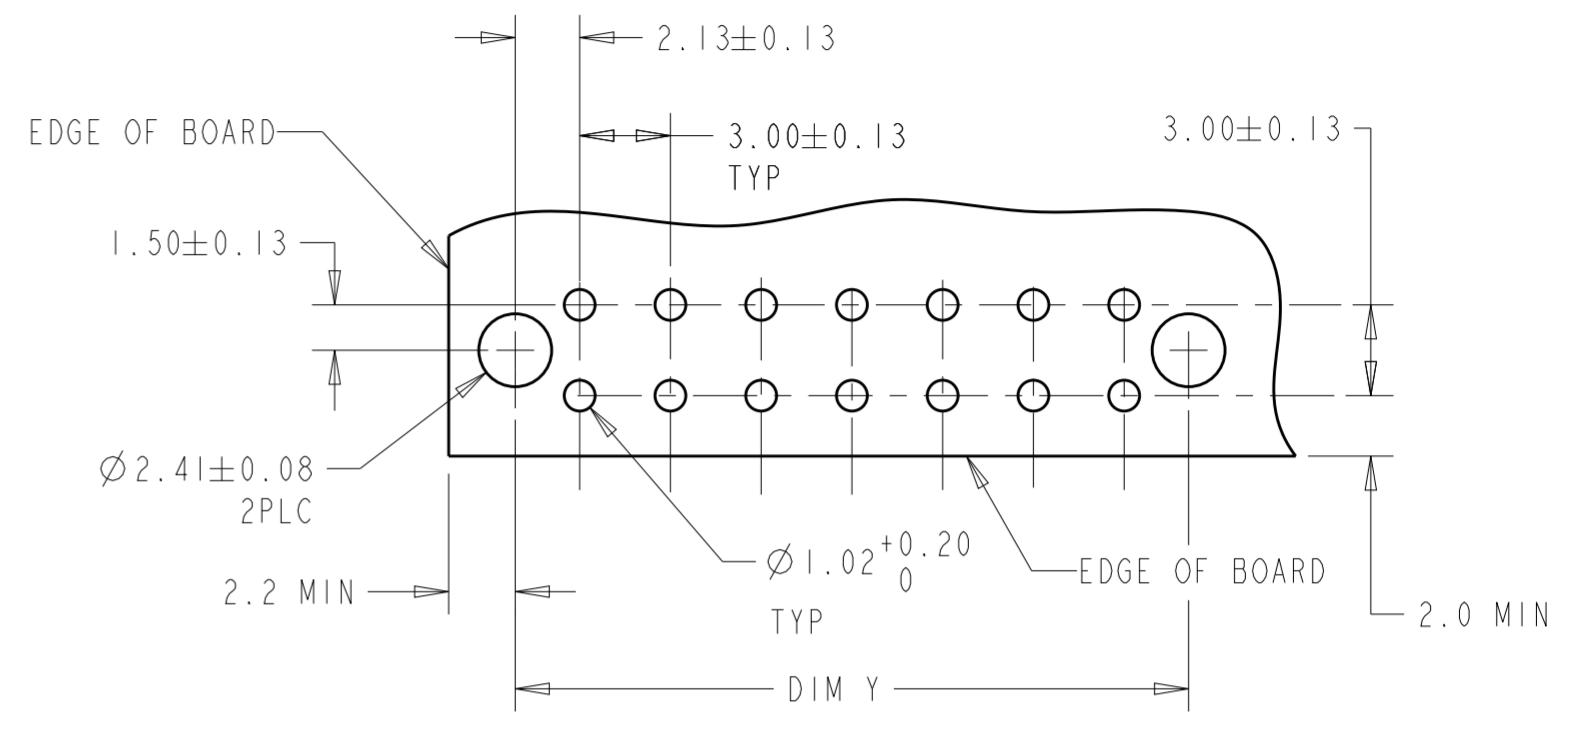 2.13±0.13
EDGE OF BOARD
3.00±0.13
TYP
3.00±0.13
1.50±0.13
Ø2.41±0.08
2PLC
Ø1.02 +0.20
0
TYP
EDGE OF BOARD
2.2 MIN
2.0 MIN
DIM Y